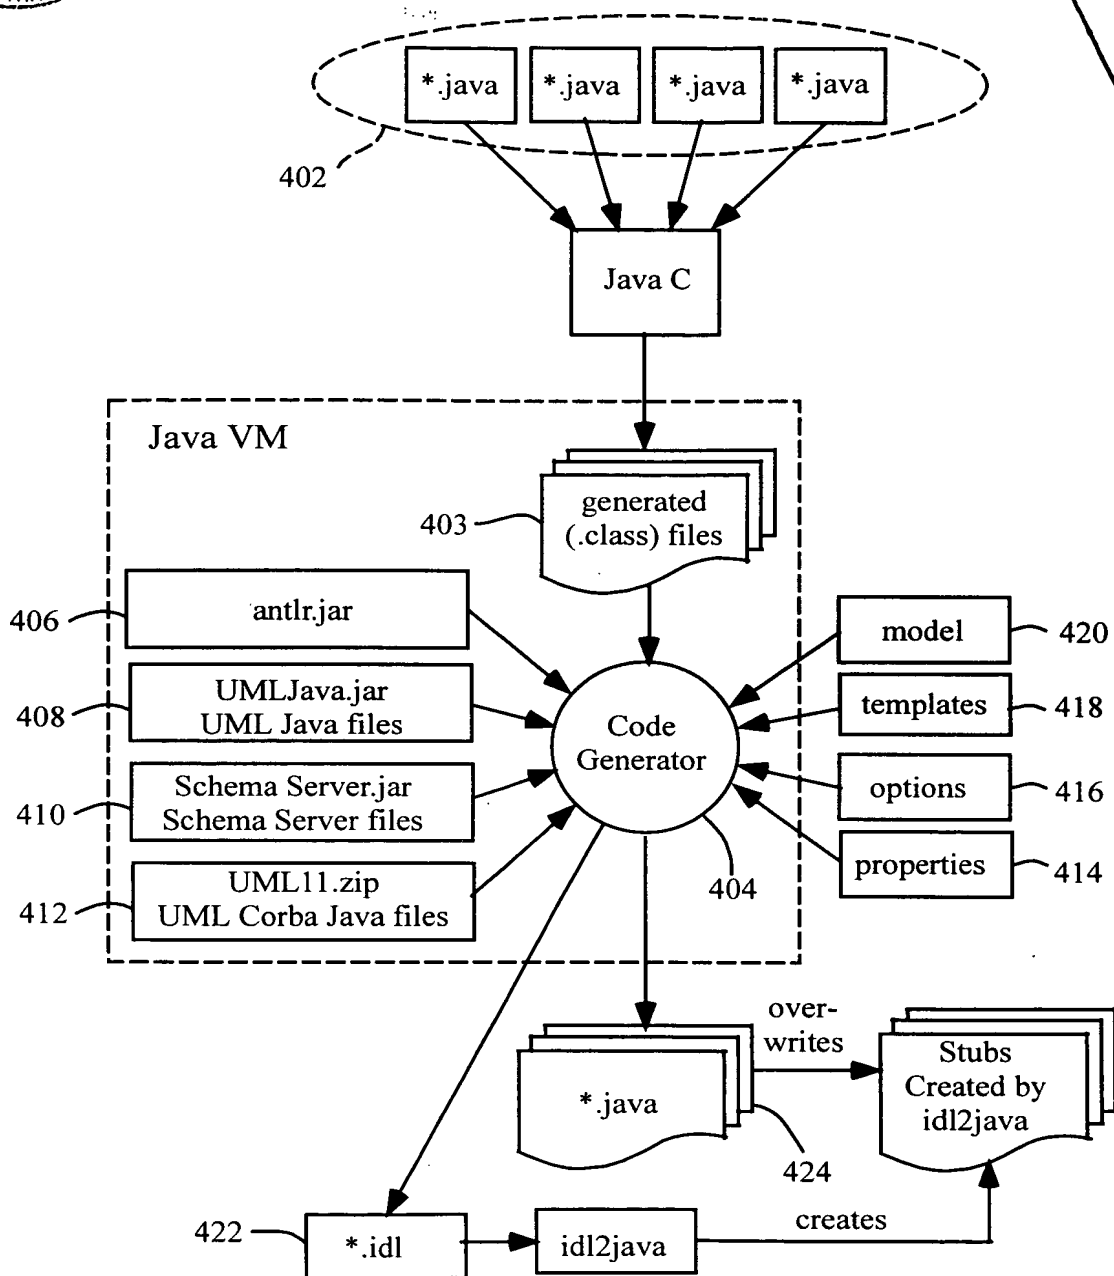 *.java
*.java
*.java
*.java
402
Java C
Java VM
generated
(.class) files
403
antlr.jar
406
UMLJava.jar
UML Java files
408
Schema Server.jar
Schema Server files
410
UML11.zip
UML Corba Java files
412
Code
Generator
404
model
420
templates
418
options
416
properties
414
over-
writes
*.java
424
Stubs
Created by
idl2java
422
*.idl
idl2java
creates